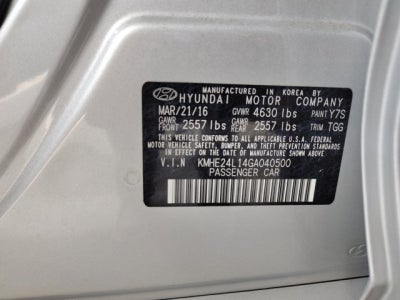 MANUFACTURED IN KOREA BY
HYUNDAI MOTOR COMPANY
MAR/21/16 GVWR 4630 lbs PAINT Y7S
GAWR FRONT 2557 lbs GAWR REAR 2557 lbs TRIM TGG
THIS VEHICLE CONFORMS TO ALL APPLICABLE U.S.A. FEDERAL
MOTOR VEHICLE SAFETY, BUMPER, AND THEFT PREVENTION STANDARDS
IN EFFECT ON THE DATE OF MANUFACTURE SHOWN ABOVE.
V.I.N KMHE24L14GA040500
PASSENGER CAR